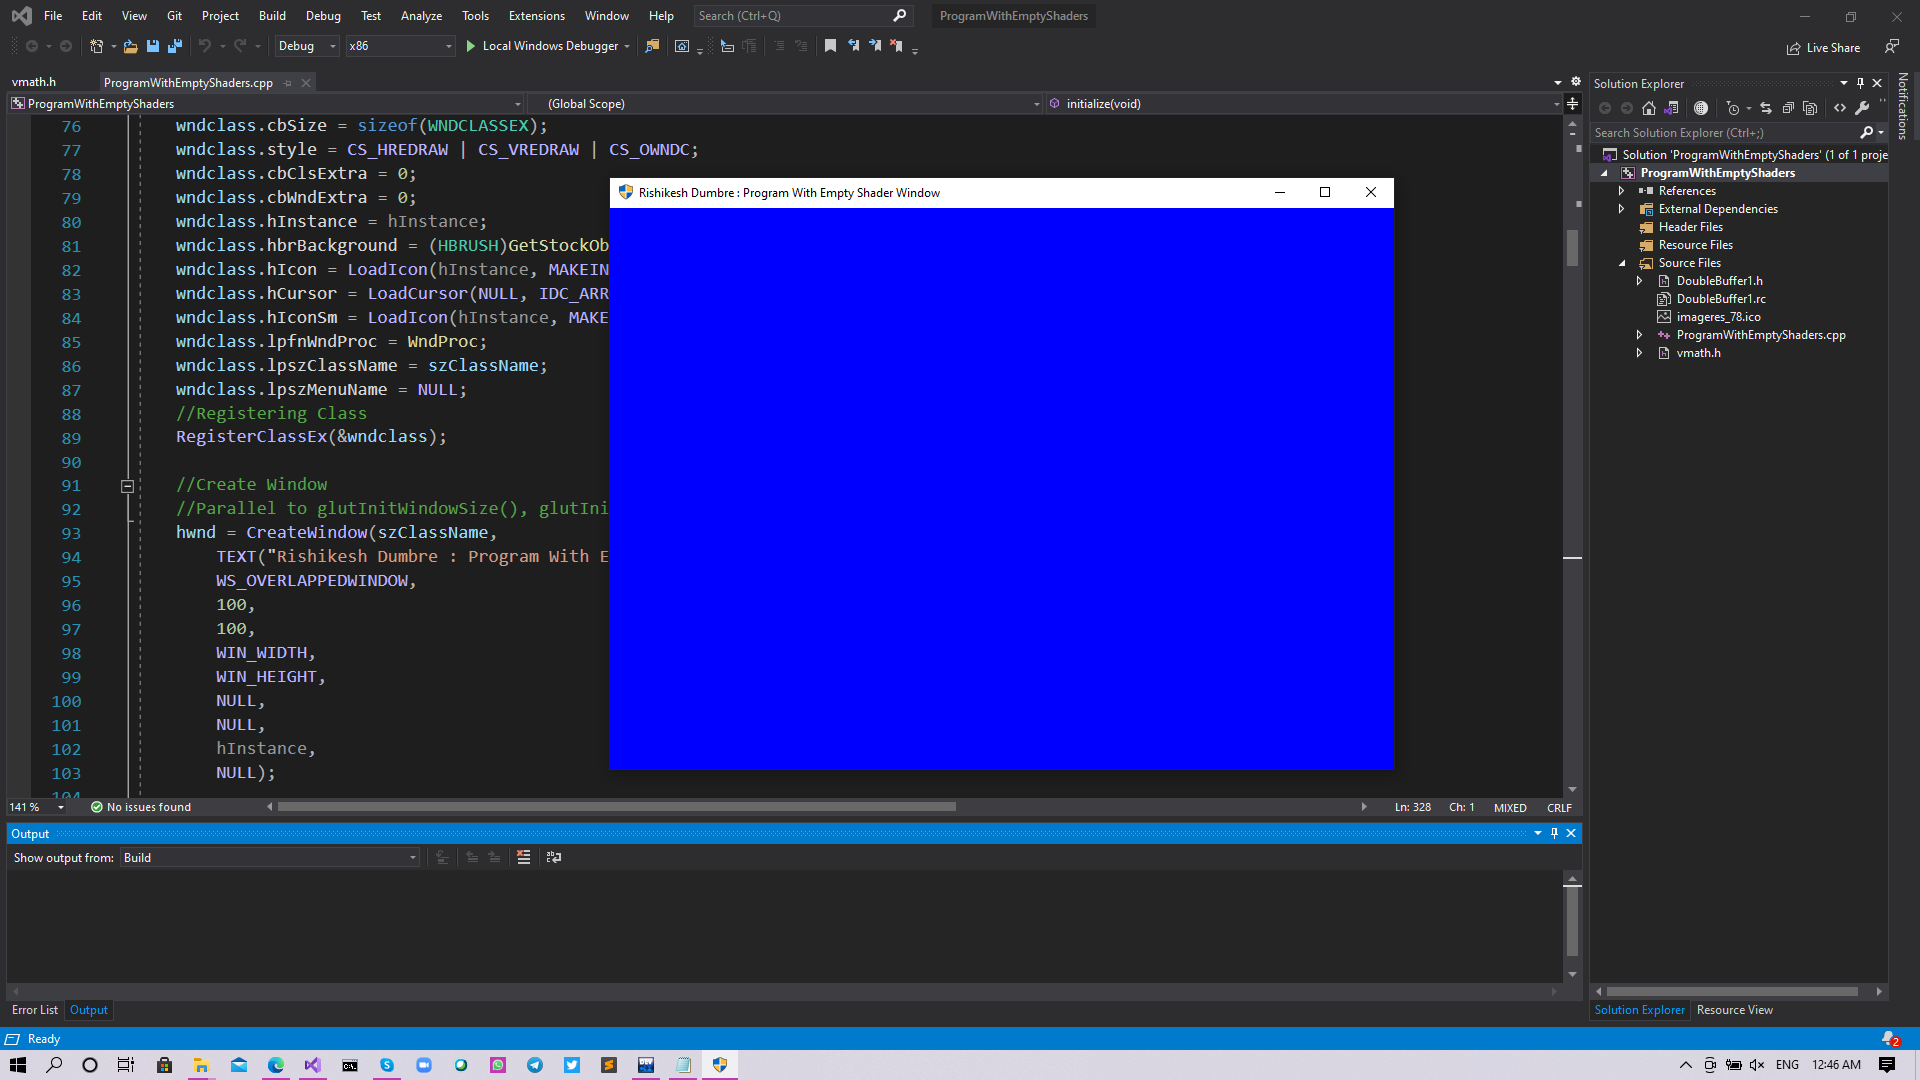 File Edit View Git Project Build Debug Test Analyze Tools Extensions Window Help Search (Ctrl+Q) ProgramWithEmptyShaders
Debug x86 Local Windows Debugger Live Share
vmath.h ProgramWithEmptyShaders.cpp
ProgramWithEmptyShaders (Global Scope) initialize(void)
76 wndclass.cbSize = sizeof(WNDCLASSEX);
77 wndclass.style = CS_HREDRAW | CS_VREDRAW | CS_OWNDC;
78 wndclass.cbClsExtra = 0;
79 wndclass.cbWndExtra = 0;
80 wndclass.hInstance = hInstance;
81 wndclass.hbrBackground = (HBRUSH)GetStockOb
82 wndclass.hIcon = LoadIcon(hInstance, MAKEIN
83 wndclass.hCursor = LoadCursor(NULL, IDC_ARR
84 wndclass.hIconSm = LoadIcon(hInstance, MAKE
85 wndclass.lpfnWndProc = WndProc;
86 wndclass.lpszClassName = szClassName;
87 wndclass.lpszMenuName = NULL;
88 //Registering Class
89 RegisterClassEx(&wndclass);
90
91 //Create Window
92 //Parallel to glutInitWindowSize(), glutIni
93 hwnd = CreateWindow(szClassName,
94 TEXT("Rishikesh Dumbre : Program With E
95 WS_OVERLAPPEDWINDOW,
96 100,
97 100,
98 WIN_WIDTH,
99 WIN_HEIGHT,
100 NULL,
101 NULL,
102 hInstance,
103 NULL);
104
Rishikesh Dumbre : Program With Empty Shader Window
141 % No issues found Ln: 328 Ch: 1 MIXED CRLF
Output
Show output from: Build
Error List Output
Solution Explorer
Search Solution Explorer (Ctrl+;)
Solution 'ProgramWithEmptyShaders' (1 of 1 proje
ProgramWithEmptyShaders
References
External Dependencies
Header Files
Resource Files
Source Files
DoubleBuffer1.h
DoubleBuffer1.rc
imageres_78.ico
ProgramWithEmptyShaders.cpp
vmath.h
Solution Explorer Resource View
Notifications
Ready 2
ENG 12:46 AM